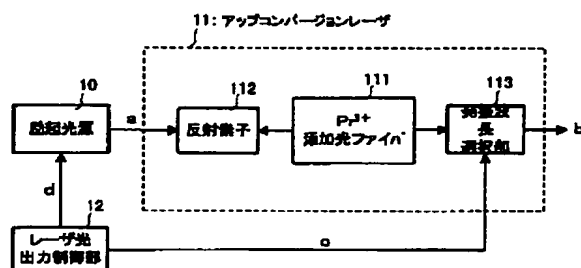 11：アップコンバージョンレーザ
10
励起光源
a
112
反射素子
111
Pr³⁺
添加光ファイバ
113
発振波
長
選択部
b
d
c
12
レーザ光
出力制御部